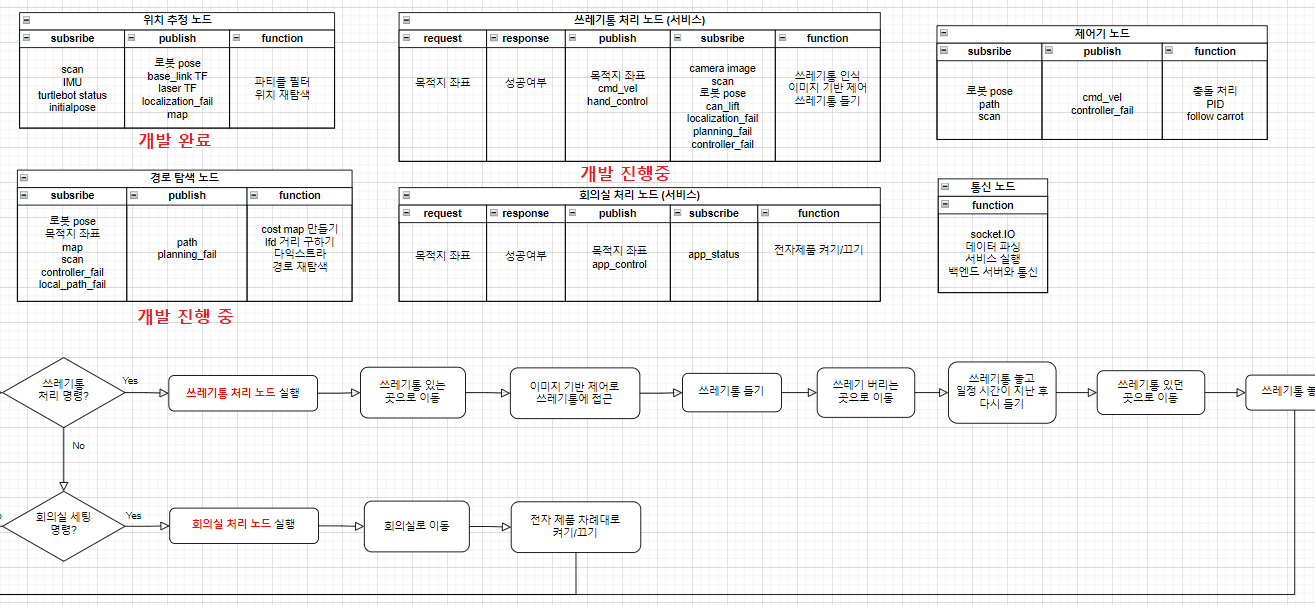 위치 추정 노드
subsribe
publish
function
scan
IMU
turtlebot status
initialpose
로봇 pose
base_link TF
laser TF
localization_fail
map
파티클 필터
위치 재탐색
개발 완료
쓰레기통 처리 노드 (서비스)
request
response
publish
subsribe
function
목적지 좌표
성공여부
목적지 좌표
cmd_vel
hand_control
camera image
scan
로봇 pose
can_lift
localization_fail
planning_fail
controller_fail
쓰레기통 인식
이미지 기반 제어
쓰레기통 들기
개발 진행중
제어기 노드
subsribe
publish
function
로봇 pose
path
scan
cmd_vel
controller_fail
충돌 처리
PID
follow carrot
경로 탐색 노드
subsribe
publish
function
로봇 pose
목적지 좌표
map
scan
controller_fail
local_path_fail
path
planning_fail
cost map 만들기
lfd 거리 구하기
다익스트라
경로 재탐색
개발 진행 중
회의실 처리 노드 (서비스)
request
response
publish
subscribe
function
목적지 좌표
성공여부
목적지 좌표
app_control
app_status
전자제품 켜기/끄기
통신 노드
function
socket.IO
데이터 파싱
서비스 실행
백엔드 서버와 통신
쓰레기통
처리 명령?
Yes
쓰레기통 처리 노드 실행
쓰레기통 있는
곳으로 이동
이미지 기반 제어로
쓰레기통에 접근
쓰레기통 들기
쓰레기 버리는
곳으로 이동
쓰레기통 놓고
일정 시간이 지난 후
다시 들기
쓰레기통 있던
곳으로 이동
쓰레기통
No
회의실 세팅
명령?
Yes
회의실 처리 노드 실행
회의실로 이동
전자 제품 차례대로
켜기/끄기